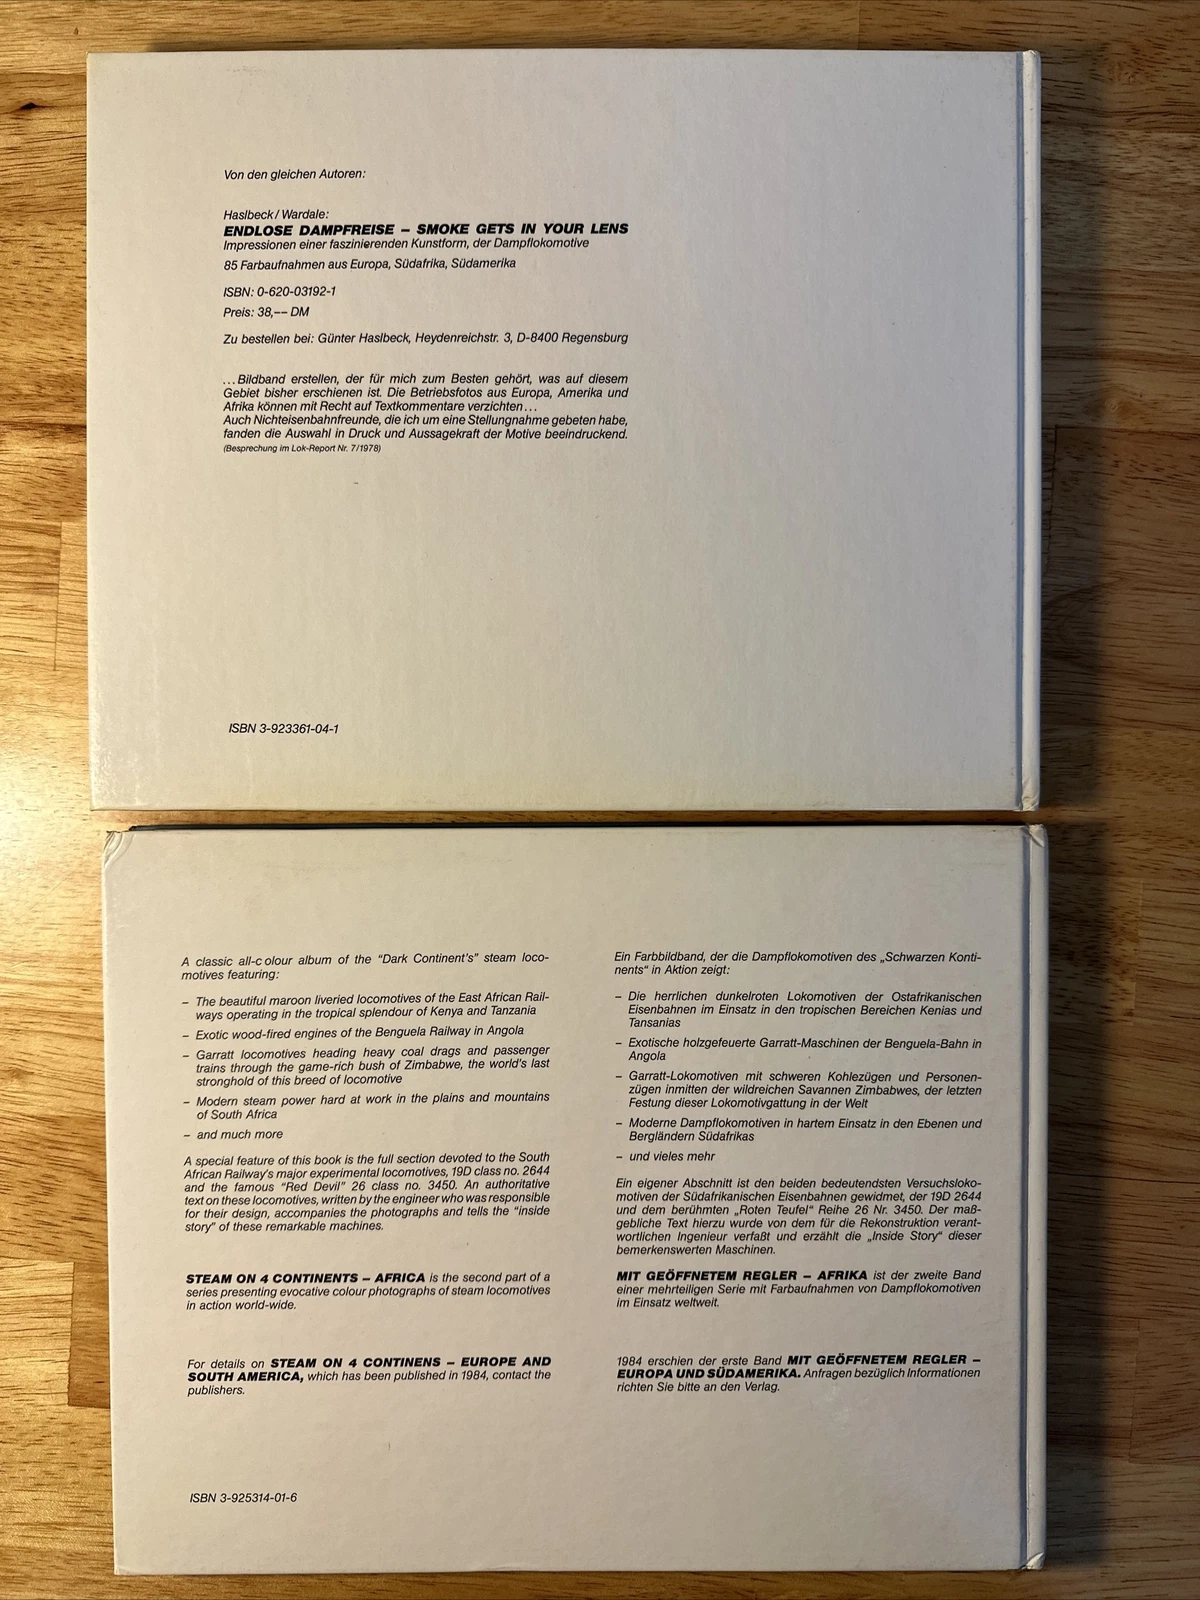 Von den gleichen Autoren:
Haslbeck / Wardale:
ENDLOSE DAMPFREISE – SMOKE GETS IN YOUR LENS
Impressionen einer faszinierenden Kunstform, der Dampflokomotive
85 Farbaufnahmen aus Europa, Südafrika, Südamerika
ISBN: 0-620-03192-1
Preis: 38,–– DM
Zu bestellen bei: Günter Haslbeck, Heydenreichstr. 3, D-8400 Regensburg
...Bildband erstellen, der für mich zum Besten gehört, was auf diesem
Gebiet bisher erschienen ist. Die Betriebsfotos aus Europa, Amerika und
Afrika können mit Recht auf Textkommentare verzichten...
Auch Nichteisenbahnfreunde, die ich um eine Stellungnahme gebeten habe,
fanden die Auswahl in Druck und Aussagekraft der Motive beeindruckend.
(Besprechung im Lok-Report Nr. 7/1978)
ISBN 3-923361-04-1
A classic all-c olour album of the "Dark Continent's" steam loco-
motives featuring:
– The beautiful maroon liveried locomotives of the East African Rail-
ways operating in the tropical splendour of Kenya and Tanzania
– Exotic wood-fired engines of the Benguela Railway in Angola
– Garratt locomotives heading heavy coal drags and passenger
trains through the game-rich bush of Zimbabwe, the world's last
stronghold of this breed of locomotive
– Modern steam power hard at work in the plains and mountains
of South Africa
– and much more
A special feature of this book is the full section devoted to the South
African Railway's major experimental locomotives, 19D class no. 2644
and the famous "Red Devil" 26 class no. 3450. An authoritative
text on these locomotives, written by the engineer who was responsible
for their design, accompanies the photographs and tells the "inside
story" of these remarkable machines.
STEAM ON 4 CONTINENTS – AFRICA is the second part of a
series presenting evocative colour photographs of steam locomotives
in action world-wide.
For details on STEAM ON 4 CONTINENS – EUROPE AND
SOUTH AMERICA, which has been published in 1984, contact the
publishers.
ISBN 3-925314-01-6
Ein Farbbildband, der die Dampflokomotiven des „Schwarzen Konti-
nents" in Aktion zeigt:
– Die herrlichen dunkelroten Lokomotiven der Ostafrikanischen
Eisenbahnen im Einsatz in den tropischen Bereichen Kenias und
Tansanias
– Exotische holzgefeuerte Garratt-Maschinen der Benguela-Bahn in
Angola
– Garratt-Lokomotiven mit schweren Kohlezügen und Personen-
zügen inmitten der wildreichen Savannen Zimbabwes, der letzten
Festung dieser Lokomotivgattung in der Welt
– Moderne Dampflokomotiven in hartem Einsatz in den Ebenen und
Bergländern Südafrikas
– und vieles mehr
Ein eigener Abschnitt ist den beiden bedeutendsten Versuchsloko-
motiven der Südafrikanischen Eisenbahnen gewidmet, der 19D 2644
und dem berühmten „Roten Teufel" Reihe 26 Nr. 3450. Der maß-
gebliche Text hierzu wurde von dem für die Rekonstruktion verant-
wortlichen Ingenieur verfaßt und erzählt die „Inside Story" dieser
bemerkenswerten Maschinen.
MIT GEÖFFNETEM REGLER – AFRIKA ist der zweite Band
einer mehrteiligen Serie mit Farbaufnahmen von Dampflokomotiven
im Einsatz weltweit.
1984 erschien der erste Band MIT GEÖFFNETEM REGLER –
EUROPA UND SÜDAMERIKA. Anfragen bezüglich Informationen
richten Sie bitte an den Verlag.